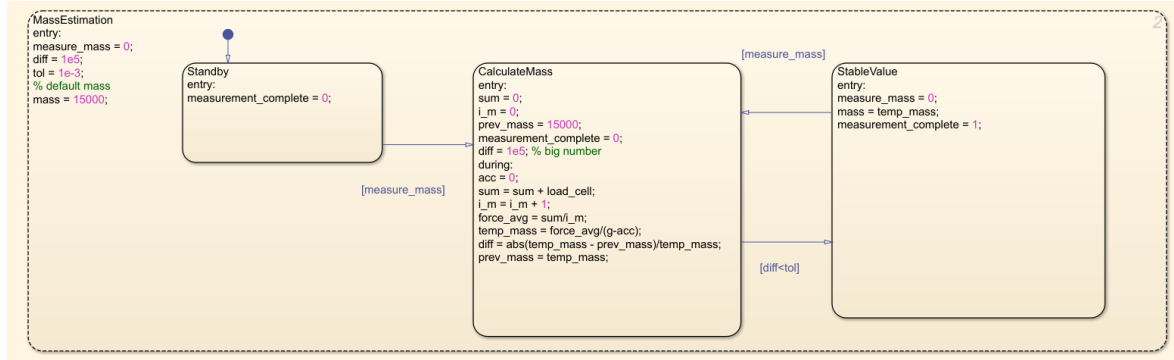 MassEstimation
entry:
measure_mass = 0;
diff = 1e5;
tol = 1e-3;
% default mass
mass = 15000;
2
Standby
entry:
measurement_complete = 0;
[measure_mass]
CalculateMass
entry:
sum = 0;
i_m = 0;
prev_mass = 15000;
measurement_complete = 0;
diff = 1e5; % big number
during:
acc = 0;
sum = sum + load_cell;
i_m = i_m + 1;
force_avg = sum/i_m;
temp_mass = force_avg/(g-acc);
diff = abs(temp_mass - prev_mass)/temp_mass;
prev_mass = temp_mass;
[measure_mass]
[diff<tol]
StableValue
entry:
measure_mass = 0;
mass = temp_mass;
measurement_complete = 1;